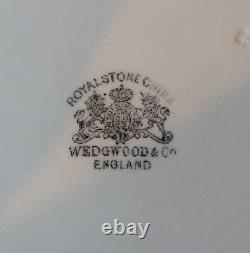 ROYAL STONE CHINA
WEDGWOOD & Co
ENGLAND